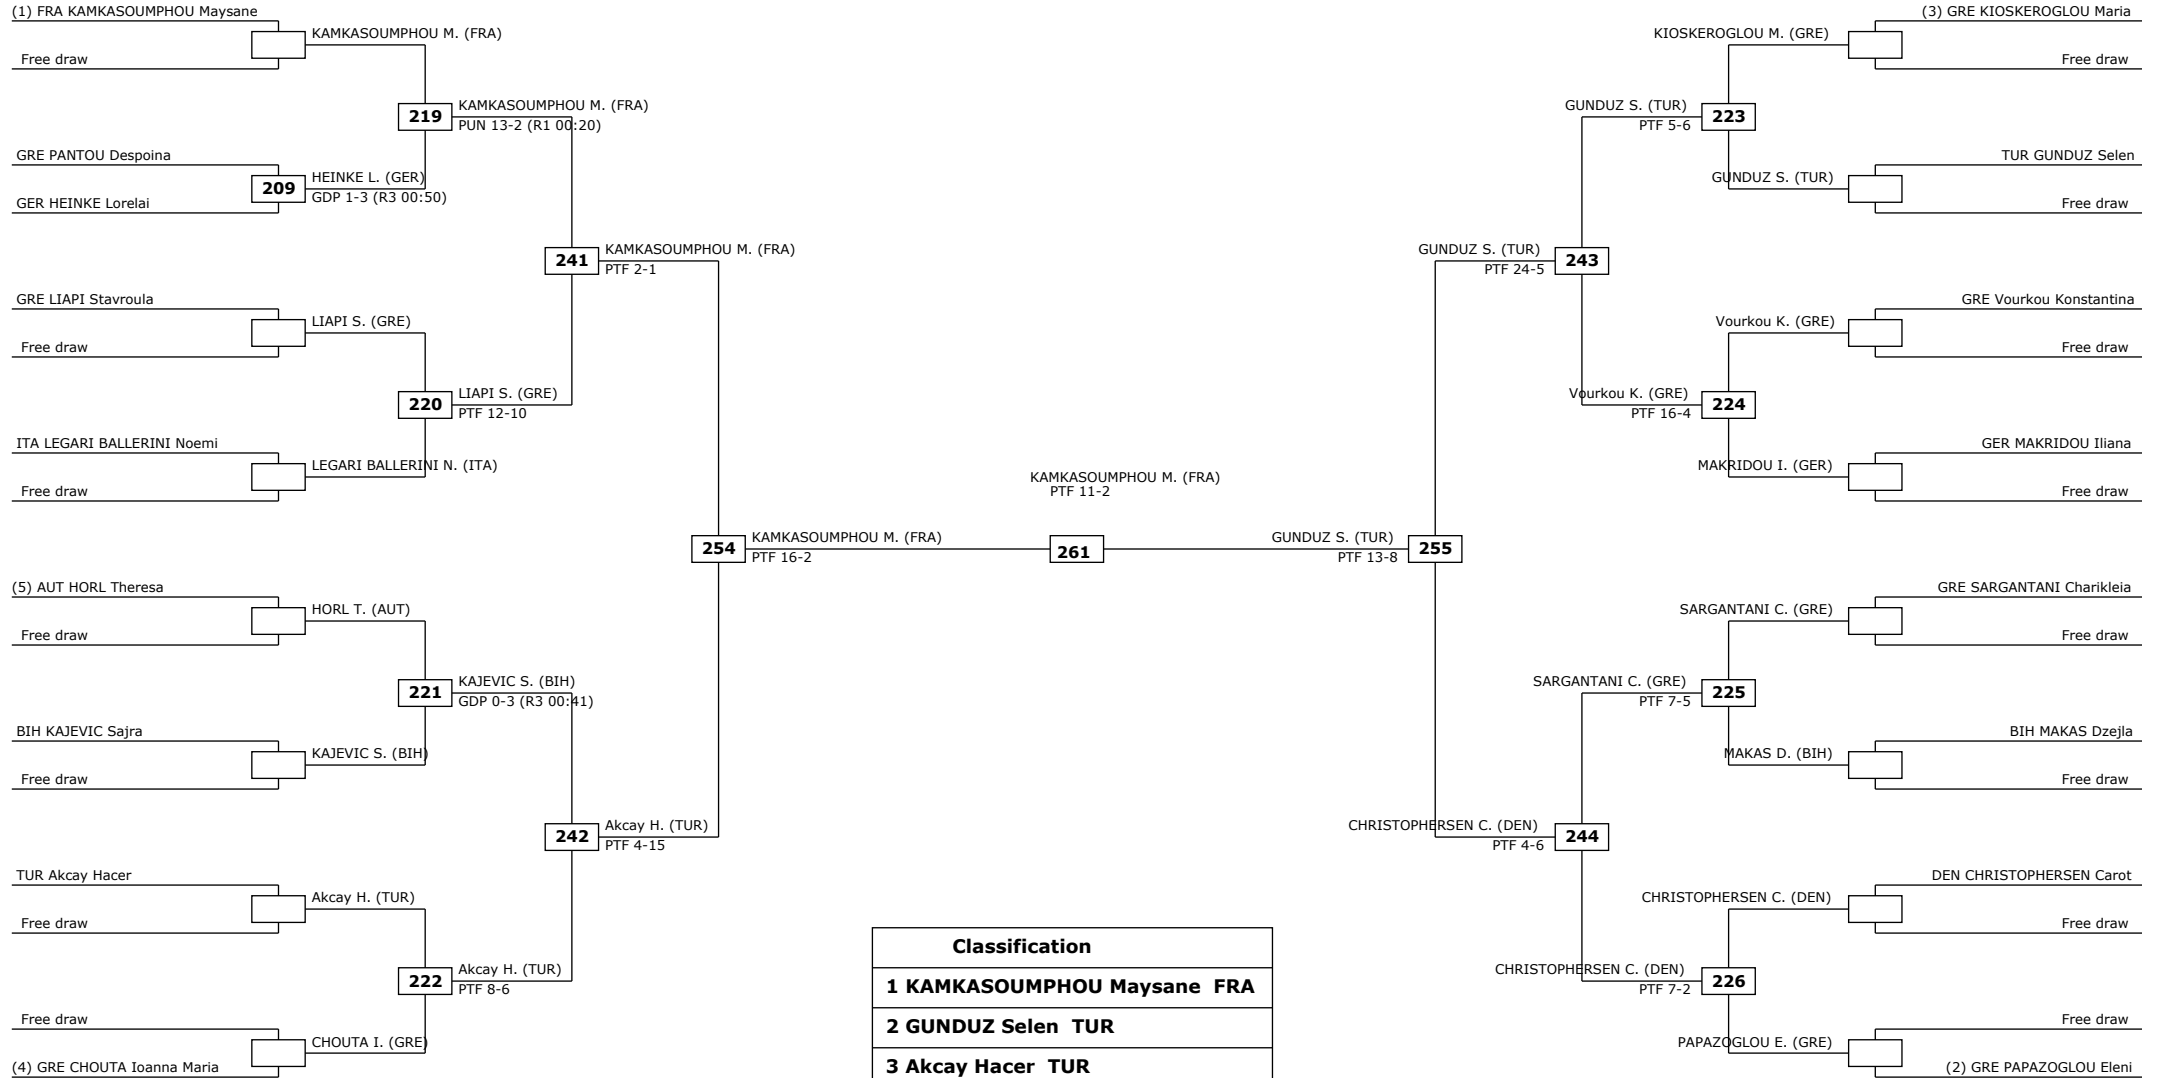 (1) FRA KAMKASOUMPHOU Maysane
KAMKASOUMPHOU M. (FRA)
Free draw
219
KAMKASOUMPHOU M. (FRA)
PUN 13-2 (R1 00:20)
GRE PANTOU Despoina
209
HEINKE L. (GER)
GDP 1-3 (R3 00:50)
GER HEINKE Lorelai
241
KAMKASOUMPHOU M. (FRA)
PTF 2-1
GRE LIAPI Stavroula
LIAPI S. (GRE)
Free draw
220
LIAPI S. (GRE)
PTF 12-10
ITA LEGARI BALLERINI Noemi
LEGARI BALLERINI N. (ITA)
Free draw
254
KAMKASOUMPHOU M. (FRA)
PTF 16-2
(5) AUT HORL Theresa
HORL T. (AUT)
Free draw
221
KAJEVIC S. (BIH)
GDP 0-3 (R3 00:41)
BIH KAJEVIC Sajra
KAJEVIC S. (BIH)
Free draw
242
Akcay H. (TUR)
PTF 4-15
TUR Akcay Hacer
Akcay H. (TUR)
Free draw
222
Akcay H. (TUR)
PTF 8-6
Free draw
CHOUTA I. (GRE)
(4) GRE CHOUTA Ioanna Maria
KAMKASOUMPHOU M. (FRA)
PTF 11-2
261
(3) GRE KIOSKEROGLOU Maria
KIOSKEROGLOU M. (GRE)
Free draw
GUNDUZ S. (TUR)
PTF 5-6
223
TUR GUNDUZ Selen
GUNDUZ S. (TUR)
Free draw
GUNDUZ S. (TUR)
PTF 24-5
243
GRE Vourkou Konstantina
Vourkou K. (GRE)
Free draw
Vourkou K. (GRE)
PTF 16-4
224
GER MAKRIDOU Iliana
MAKRIDOU I. (GER)
Free draw
GUNDUZ S. (TUR)
PTF 13-8
255
GRE SARGANTANI Charikleia
SARGANTANI C. (GRE)
Free draw
SARGANTANI C. (GRE)
PTF 7-5
225
BIH MAKAS Dzejla
MAKAS D. (BIH)
Free draw
CHRISTOPHERSEN C. (DEN)
PTF 4-6
244
DEN CHRISTOPHERSEN Carot
CHRISTOPHERSEN C. (DEN)
Free draw
CHRISTOPHERSEN C. (DEN)
PTF 7-2
226
Free draw
PAPAZOGLOU E. (GRE)
(2) GRE PAPAZOGLOU Eleni
Classification
1 KAMKASOUMPHOU Maysane FRA
2 GUNDUZ Selen TUR
3 Akcay Hacer TUR